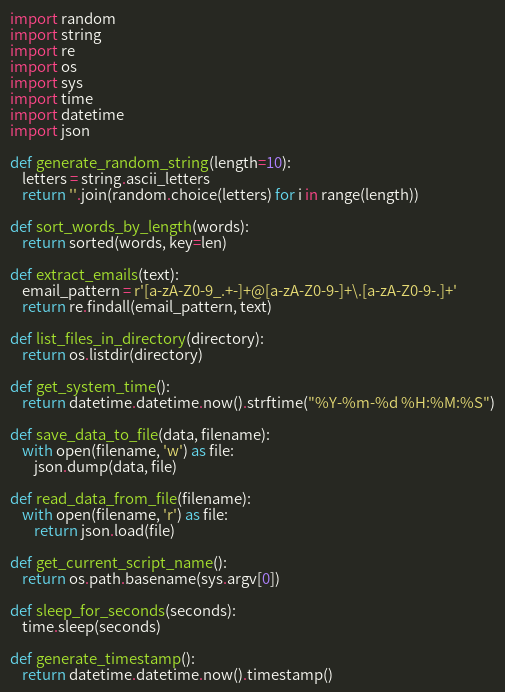 import random
import string
import re
import os
import sys
import time
import datetime
import json

def generate_random_string(length=10):
    letters = string.ascii_letters
    return ''.join(random.choice(letters) for i in range(length))

def sort_words_by_length(words):
    return sorted(words, key=len)

def extract_emails(text):
    email_pattern = r'[a-zA-Z0-9_.+-]+@[a-zA-Z0-9-]+\.[a-zA-Z0-9-.]+'
    return re.findall(email_pattern, text)

def list_files_in_directory(directory):
    return os.listdir(directory)

def get_system_time():
    return datetime.datetime.now().strftime("%Y-%m-%d %H:%M:%S")

def save_data_to_file(data, filename):
    with open(filename, 'w') as file:
        json.dump(data, file)

def read_data_from_file(filename):
    with open(filename, 'r') as file:
        return json.load(file)

def get_current_script_name():
    return os.path.basename(sys.argv[0])

def sleep_for_seconds(seconds):
    time.sleep(seconds)

def generate_timestamp():
    return datetime.datetime.now().timestamp()